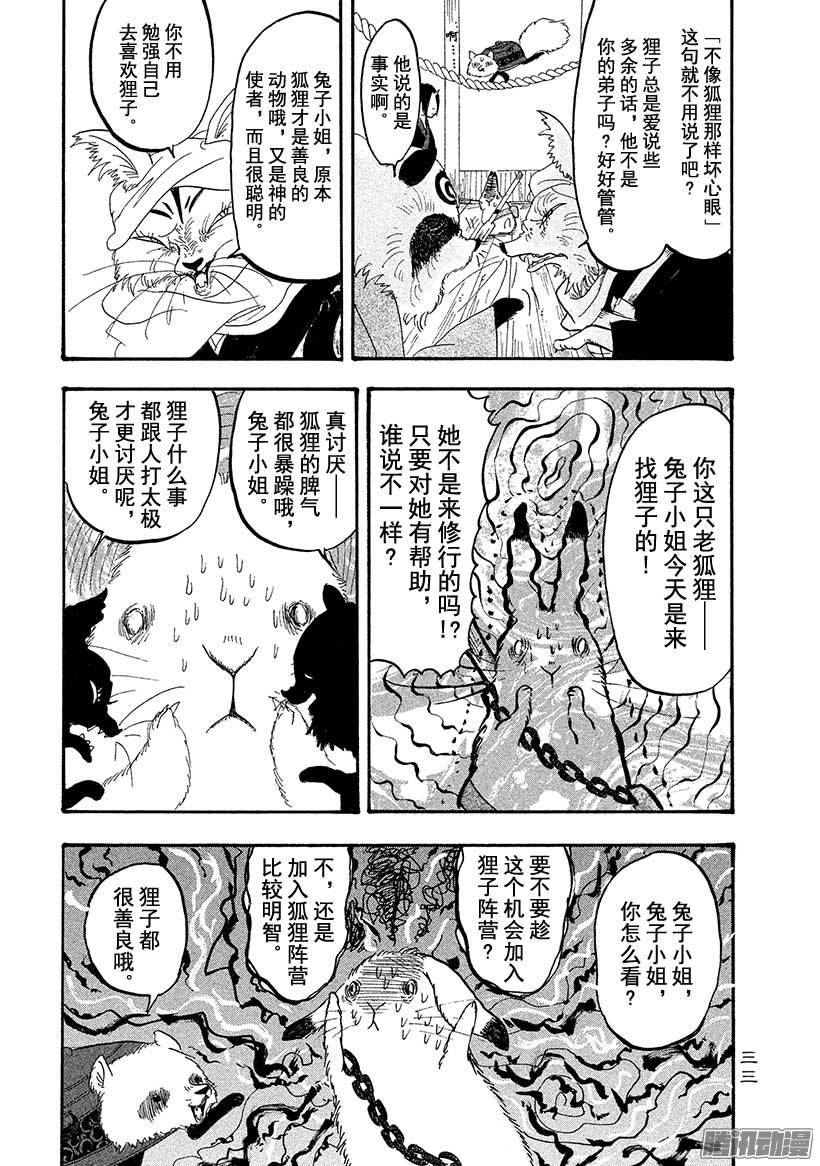 「不像狐狸那样坏心眼」
这句就不用说了吧？
狸子总是爱说些
多余的话，他不是
你的弟子吗？好好管管。
啊……
他说的是
事实啊。
兔子小姐，原本
狐狸才是善良的
动物哦，又是神的
使者，而且很聪明。
你不用
勉强自己
去喜欢狸子。
你这只老狐狸——
兔子小姐今天是来
找狸子的！
她不是来修行的吗!?
只要对她有帮助，
谁说不一样？
真讨厌——
狐狸的脾气
都很暴躁哦，
兔子小姐。
狸子什么事
都跟人打太极
才更讨厌呢，
兔子小姐。
兔子小姐，
兔子小姐，
你怎么看？
要不要趁
这个机会加入
狸子阵营？
不，还是
加入狐狸阵营
比较明智。
狸子都
很善良哦。
三三
腾讯动漫